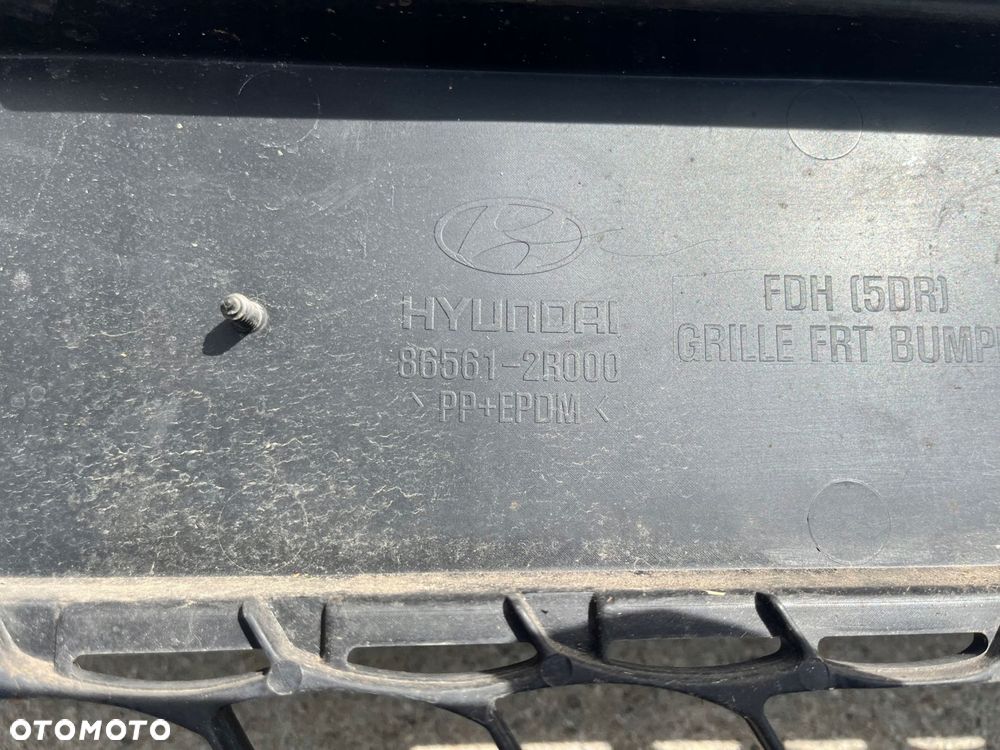 HYUNDAI
86561-2R000
>PP+EPDM<
FDH (5DR)
GRILLE FRT BUMP
OTOMOTO